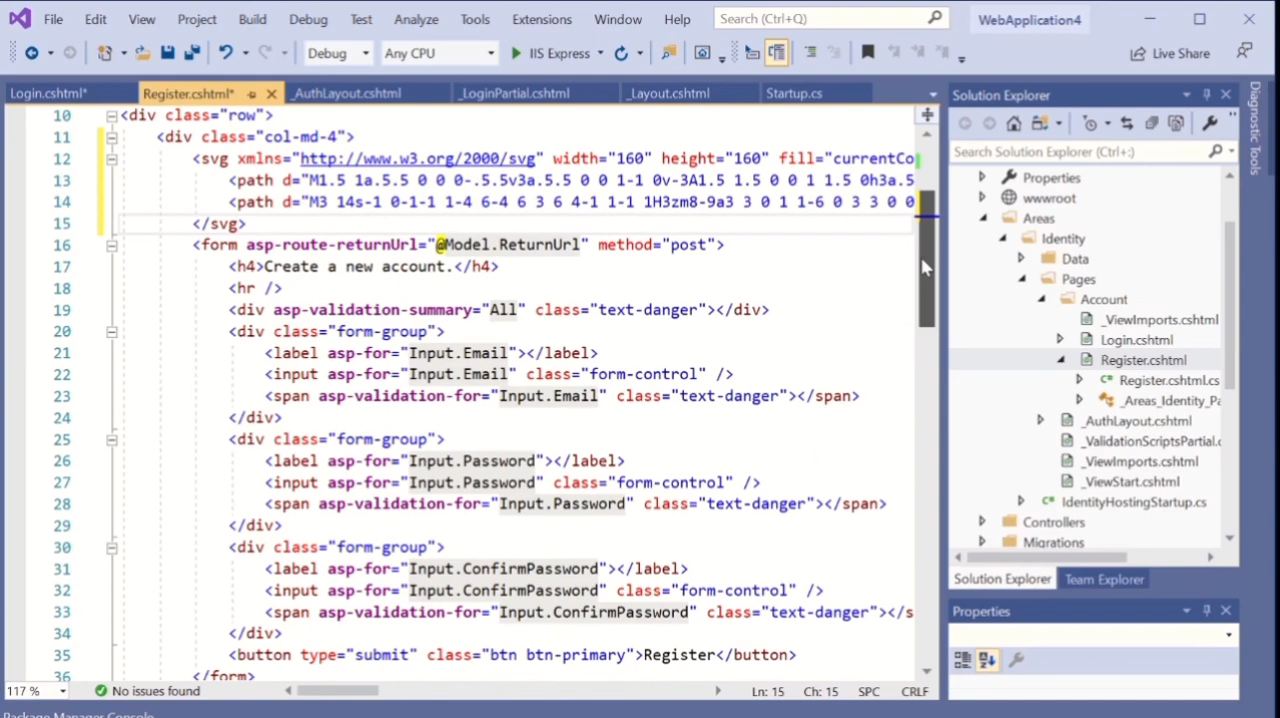 File Edit View Project Build Debug Test Analyze Tools Extensions Window Help Search (Ctrl+Q) WebApplication4
Debug Any CPU IIS Express Live Share
Login.cshtml* Register.cshtml* _AuthLayout.cshtml _LoginPartial.cshtml _Layout.cshtml Startup.cs
10 <div class="row">
11 <div class="col-md-4">
12 <svg xmlns="http://www.w3.org/2000/svg" width="160" height="160" fill="currentCo
13 <path d="M1.5 1a.5.5 0 0 0-.5.5v3a.5.5 0 0 1-1 0v-3A1.5 1.5 0 0 1 1.5 0h3a.5
14 <path d="M3 14s-1 0-1-1 1-4 6-4 6 3 6 4-1 1-1 1H3zm8-9a3 3 0 1 1-6 0 3 3 0 0
15 </svg>
16 <form asp-route-returnUrl="@Model.ReturnUrl" method="post">
17 <h4>Create a new account.</h4>
18 <hr />
19 <div asp-validation-summary="All" class="text-danger"></div>
20 <div class="form-group">
21 <label asp-for="Input.Email"></label>
22 <input asp-for="Input.Email" class="form-control" />
23 <span asp-validation-for="Input.Email" class="text-danger"></span>
24 </div>
25 <div class="form-group">
26 <label asp-for="Input.Password"></label>
27 <input asp-for="Input.Password" class="form-control" />
28 <span asp-validation-for="Input.Password" class="text-danger"></span>
29 </div>
30 <div class="form-group">
31 <label asp-for="Input.ConfirmPassword"></label>
32 <input asp-for="Input.ConfirmPassword" class="form-control" />
33 <span asp-validation-for="Input.ConfirmPassword" class="text-danger"></s
34 </div>
35 <button type="submit" class="btn btn-primary">Register</button>
36 </form>
117 % No issues found Ln: 15 Ch: 15 SPC CRLF
Package Manager Console
Solution Explorer
Search Solution Explorer (Ctrl+;)
Properties
wwwroot
Areas
Identity
Data
Pages
Account
_ViewImports.cshtml
Login.cshtml
Register.cshtml
Register.cshtml.cs
_Areas_Identity_Pa
_AuthLayout.cshtml
_ValidationScriptsPartial.c
_ViewImports.cshtml
_ViewStart.cshtml
IdentityHostingStartup.cs
Controllers
Migrations
Solution Explorer Team Explorer
Properties
Diagnostic Tools